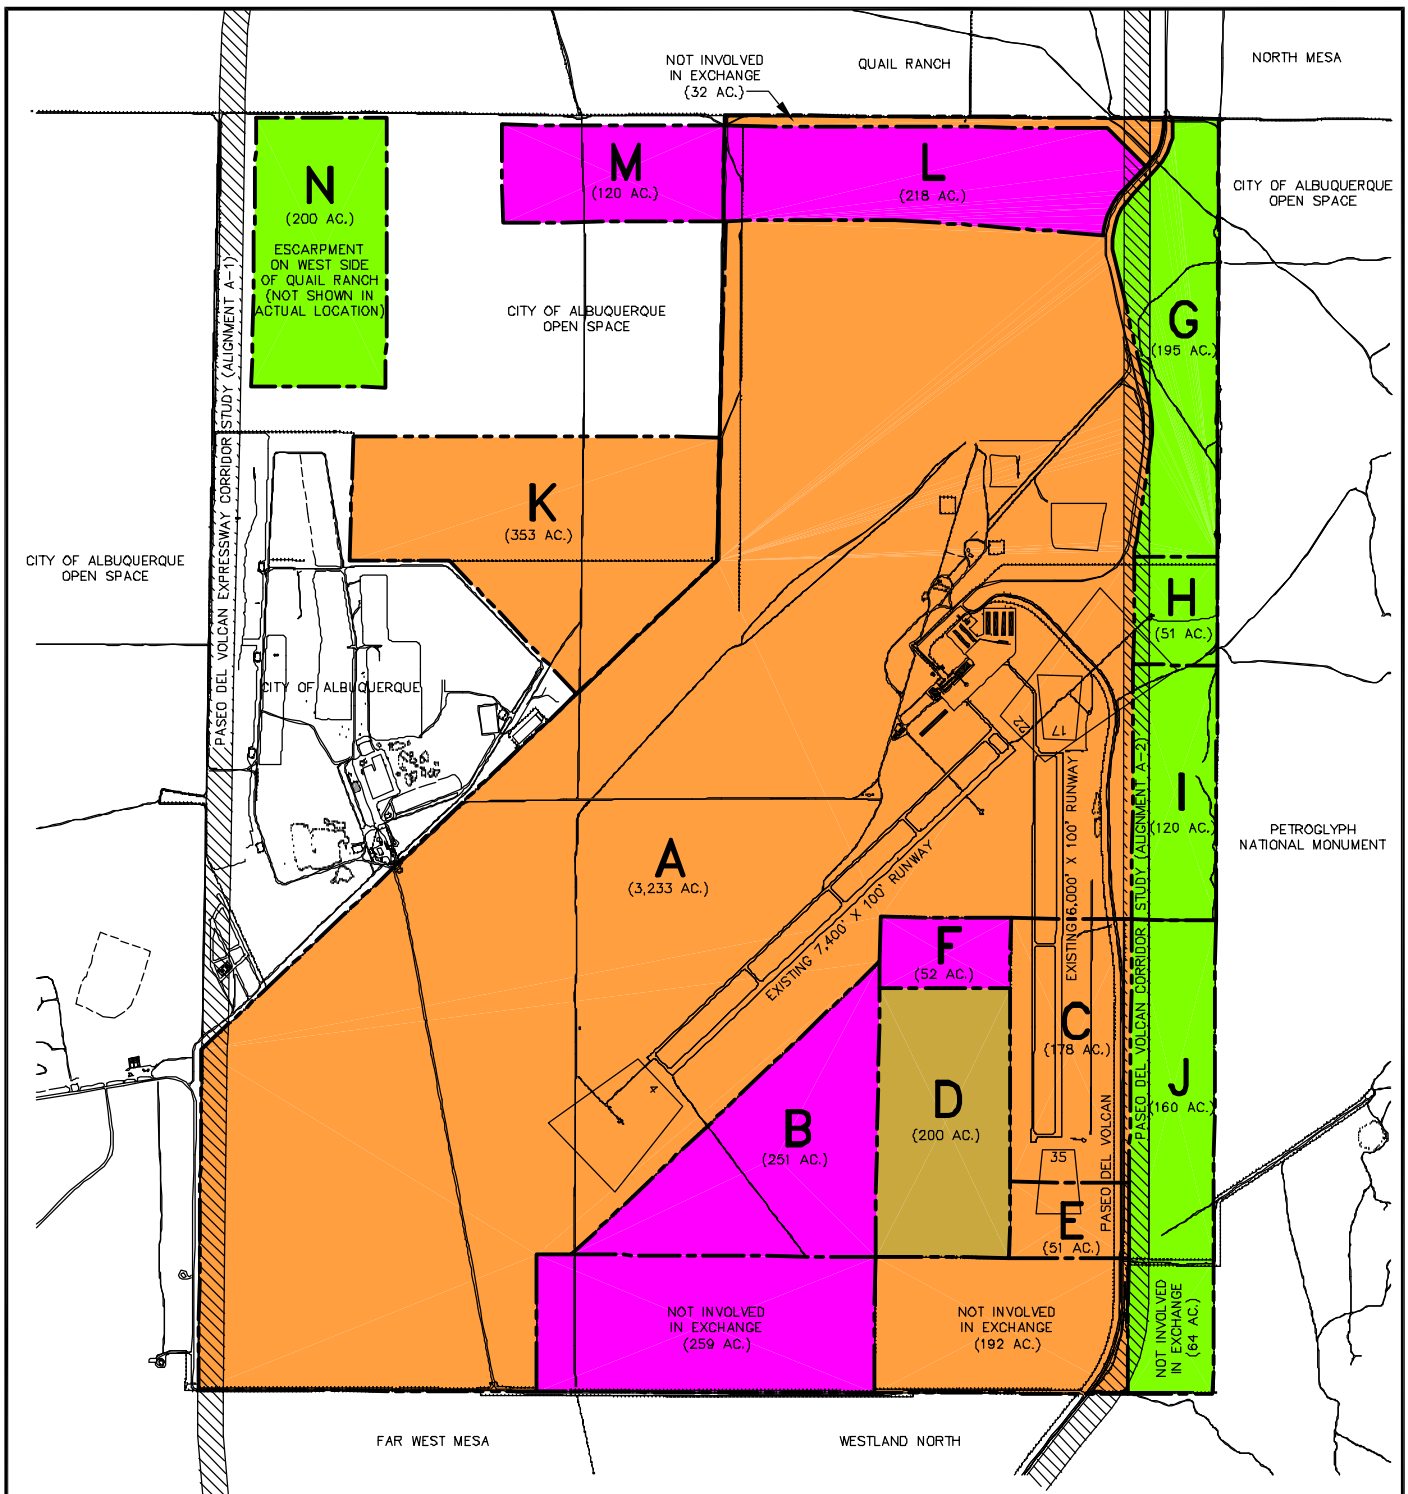 NOT INVOLVED
IN EXCHANGE
(32 AC.)
QUAIL RANCH
NORTH MESA
N
(200 AC.)
ESCARPMENT
ON WEST SIDE
OF QUAIL RANCH
(NOT SHOWN IN
ACTUAL LOCATION)
M
(120 AC.)
L
(218 AC.)
CITY OF ALBUQUERQUE
OPEN SPACE
CITY OF ALBUQUERQUE
OPEN SPACE
G
(195 AC.)
PASEO DEL VOLCAN EXPRESSWAY CORRIDOR STUDY (ALIGNMENT A-1)
K
(353 AC.)
CITY OF ALBUQUERQUE
OPEN SPACE
H
(51 AC.)
CITY OF ALBUQUERQUE
22
17
I
(120 AC.)
A
(3,233 AC.)
PETROGLYPH
NATIONAL MONUMENT
EXISTING 7,400' X 100' RUNWAY
EXISTING 6,000' X 100' RUNWAY
PASEO DEL VOLCAN CORRIDOR STUDY (ALIGNMENT A-2)
F
(52 AC.)
C
(178 AC.)
J
(160 AC.)
4
B
(251 AC.)
D
(200 AC.)
35
PASEO DEL VOLCAN
E
(51 AC.)
NOT INVOLVED
IN EXCHANGE
(259 AC.)
NOT INVOLVED
IN EXCHANGE
(192 AC.)
NOT INVOLVED
IN EXCHANGE
(64 AC.)
FAR WEST MESA
WESTLAND NORTH